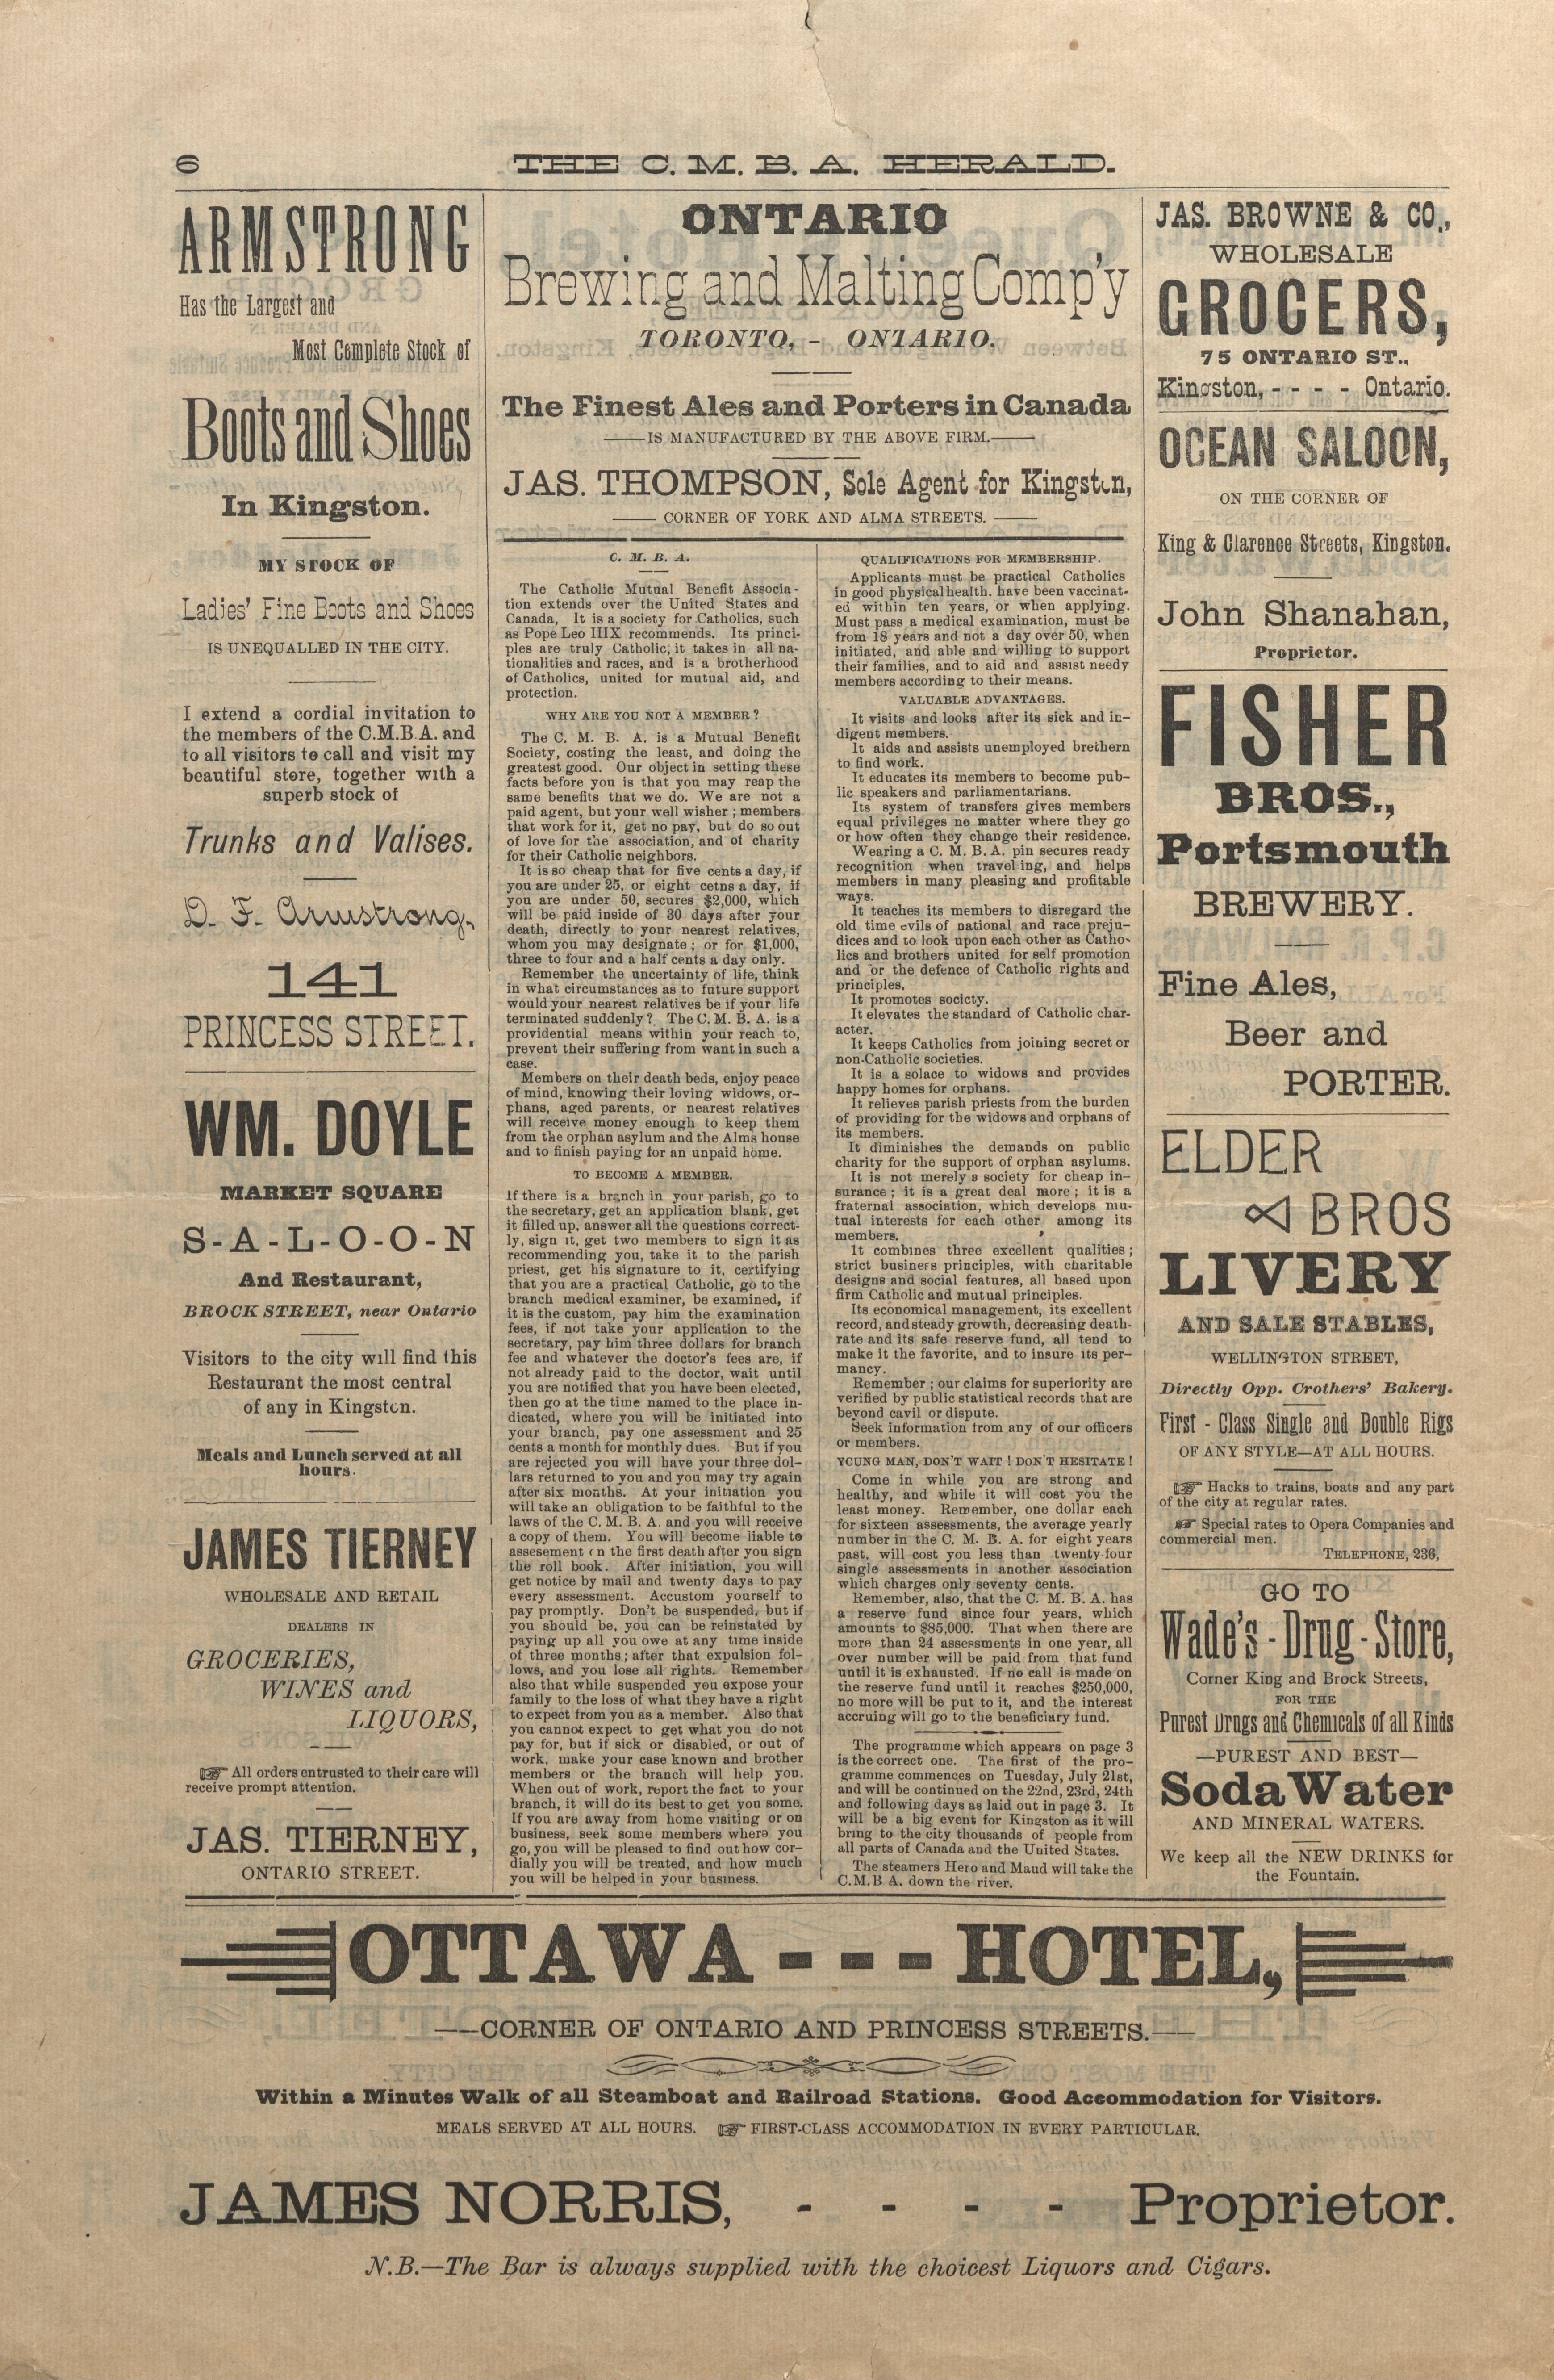 6
THE C. M. B. A. HERALD.
ARMSTRONG
Has the Largest and
Most Complete Stock of
Boots and Shoes
In Kingston.
MY STOCK OF
Ladies' Fine Boots and Shoes
IS UNEQUALLED IN THE CITY.
I extend a cordial invitation to
the members of the C.M.B.A. and
to all visitors to call and visit my
beautiful store, together with a
superb stock of
Trunks and Valises.
D. F. Armstrong,
141
PRINCESS STREET.
WM. DOYLE
MARKET SQUARE
S-A-L-O-O-N
And Restaurant,
BROCK STREET, near Ontario
Visitors to the city will find this
Restaurant the most central
of any in Kingston.
Meals and Lunch served at all
hours.
JAMES TIERNEY
WHOLESALE AND RETAIL
DEALERS IN
GROCERIES,
WINES and
LIQUORS,
☞ All orders entrusted to their care will
receive prompt attention.
JAS. TIERNEY,
ONTARIO STREET.
ONTARIO
Brewing and Malting Comp'y
TORONTO, - ONTARIO.
The Finest Ales and Porters in Canada
——IS MANUFACTURED BY THE ABOVE FIRM.——
JAS. THOMPSON, Sole Agent for Kingston,
—— CORNER OF YORK AND ALMA STREETS. ——
C. M. B. A.
The Catholic Mutual Benefit Associa-
tion extends over the United States and
Canada, It is a society for Catholics, such
as Pope Leo IIIX recommends. Its princi-
ples are truly Catholic, it takes in all na-
tionalities and races, and is a brotherhood
of Catholics, united for mutual aid, and
protection.
WHY ARE YOU NOT A MEMBER?
The C. M. B. A. is a Mutual Benefit
Society, costing the least, and doing the
greatest good. Our object in setting these
facts before you is that you may reap the
same benefits that we do. We are not a
paid agent, but your well wisher; members
that work for it, get no pay, but do so out
of love for the association, and of charity
for their Catholic neighbors.
It is so cheap that for five cents a day, if
you are under 25, or eight cetns a day, if
you are under 50, secures $2,000, which
will be paid inside of 30 days after your
death, directly to your nearest relatives,
whom you may designate; or for $1,000,
three to four and a half cents a day only.
Remember the uncertainty of life, think
in what circumstances as to future support
would your nearest relatives be if your life
terminated suddenly? The C. M. B. A. is a
providential means within your reach to,
prevent their suffering from want in such a
case.
Members on their death beds, enjoy peace
of mind, knowing their loving widows, or-
phans, aged parents, or nearest relatives
will receive money enough to keep them
from the orphan asylum and the Alms house
and to finish paying for an unpaid home.
TO BECOME A MEMBER.
If there is a branch in your parish, go to
the secretary, get an application blank, get
it filled up, answer all the questions correct-
ly, sign it, get two members to sign it as
recommending you, take it to the parish
priest, get his signature to it, certifying
that you are a practical Catholic, go to the
branch medical examiner, be examined, if
it is the custom, pay him the examination
fees, if not take your application to the
secretary, pay him three dollars for branch
fee and whatever the doctor's fees are, if
not already paid to the doctor, wait until
you are notified that you have been elected,
then go at the time named to the place in-
dicated, where you will be initiated into
your branch, pay one assessment and 25
cents a month for monthly dues. But if you
are rejected you will have your three dol-
lars returned to you and you may try again
after six months. At your initiation you
will take an obligation to be faithful to the
laws of the C. M. B. A. and you will receive
a copy of them. You will become liable to
assesement on the first death after you sign
the roll book. After initiation, you will
get notice by mail and twenty days to pay
every assessment. Accustom yourself to
pay promptly. Don't be suspended, but if
you should be, you can be reinstated by
paying up all you owe at any time inside
of three months; after that expulsion fol-
lows, and you lose all rights. Remember
also that while suspended you expose your
family to the loss of what they have a right
to expect from you as a member. Also that
you cannot expect to get what you do not
pay for, but if sick or disabled, or out of
work, make your case known and brother
members or the branch will help you.
When out of work, report the fact to your
branch, it will do its best to get you some.
If you are away from home visiting or on
business, seek some members where you
go, you will be pleased to find out how cor-
dially you will be treated, and how much
you will be helped in your business.
QUALIFICATIONS FOR MEMBERSHIP.
Applicants must be practical Catholics
in good physical health. have been vaccinat-
ed within ten years, or when applying.
Must pass a medical examination, must be
from 18 years and not a day over 50, when
initiated, and able and willing to support
their families, and to aid and assist needy
members according to their means.
VALUABLE ADVANTAGES.
It visits and looks after its sick and in-
digent members.
It aids and assists unemployed brethern
to find work.
It educates its members to become pub-
lic speakers and parliamentarians.
Its system of transfers gives members
equal privileges no matter where they go
or how often they change their residence.
Wearing a C. M. B. A. pin secures ready
recognition when traveling, and helps
members in many pleasing and profitable
ways.
It teaches its members to disregard the
old time evils of national and race preju-
dices and to look upon each other as Catho-
lics and brothers united for self promotion
and for the defence of Catholic rights and
principles.
It promotes society.
It elevates the standard of Catholic char-
acter.
It keeps Catholics from joining secret or
non-Catholic societies.
It is a solace to widows and provides
happy homes for orphans.
It relieves parish priests from the burden
of providing for the widows and orphans of
its members.
It diminishes the demands on public
charity for the support of orphan asylums.
It is not merely a society for cheap in-
surance; it is a great deal more; it is a
fraternal association, which develops mu-
tual interests for each other among its
members.
It combines three excellent qualities;
strict business principles, with charitable
designs and social features, all based upon
firm Catholic and mutual principles.
Its economical management, its excellent
record, and steady growth, decreasing death-
rate and its safe reserve fund, all tend to
make it the favorite, and to insure its per-
mancy.
Remember; our claims for superiority are
verified by public statistical records that are
beyond cavil or dispute.
Seek information from any of our officers
or members.
YOUNG MAN, DON'T WAIT! DON'T HESITATE!
Come in while you are strong and
healthy, and while it will cost you the
least money. Remember, one dollar each
for sixteen assessments, the average yearly
number in the C. M. B. A. for eight years
past, will cost you less than twenty-four
single assessments in another association
which charges only seventy cents.
Remember, also, that the C. M. B. A. has
a reserve fund since four years, which
amounts to $85,000. That when there are
more than 24 assessments in one year, all
over number will be paid from that fund
until it is exhausted. If no call is made on
the reserve fund until it reaches $250,000,
no more will be put to it, and the interest
accruing will go to the beneficiary fund.
The programme which appears on page 3
is the correct one. The first of the pro-
gramme commences on Tuesday, July 21st,
and will be continued on the 22nd, 23rd, 24th
and following days as laid out in page 3. It
will be a big event for Kingston as it will
bring to the city thousands of people from
all parts of Canada and the United States.
The steamers Hero and Maud will take the
C.M.B A. down the river.
JAS. BROWNE & CO.,
WHOLESALE
GROCERS,
75 ONTARIO ST.,
Kingston, - - - - Ontario.
OCEAN SALOON,
ON THE CORNER OF
King & Clarence Streets, Kingston.
John Shanahan,
Proprietor.
FISHER
BROS.,
Portsmouth
BREWERY.
Fine Ales,
Beer and
PORTER.
ELDER
BROS
LIVERY
AND SALE STABLES,
WELLINGTON STREET,
Directly Opp. Crothers' Bakery.
First - Class Single and Double Rigs
OF ANY STYLE—AT ALL HOURS.
☞ Hacks to trains, boats and any part
of the city at regular rates.
☞ Special rates to Opera Companies and
commercial men.
TELEPHONE, 236,
GO TO
Wade's - Drug - Store,
Corner King and Brock Streets,
FOR THE
Purest Drugs and Chemicals of all Kinds
—PUREST AND BEST—
Soda Water
AND MINERAL WATERS.
We keep all the NEW DRINKS for
the Fountain.
OTTAWA - - - HOTEL,
——CORNER OF ONTARIO AND PRINCESS STREETS.——
Within a Minutes Walk of all Steamboat and Railroad Stations. Good Accommodation for Visitors.
MEALS SERVED AT ALL HOURS. ☞ FIRST-CLASS ACCOMMODATION IN EVERY PARTICULAR.
JAMES NORRIS, - - - - Proprietor.
N.B.—The Bar is always supplied with the choicest Liquors and Cigars.